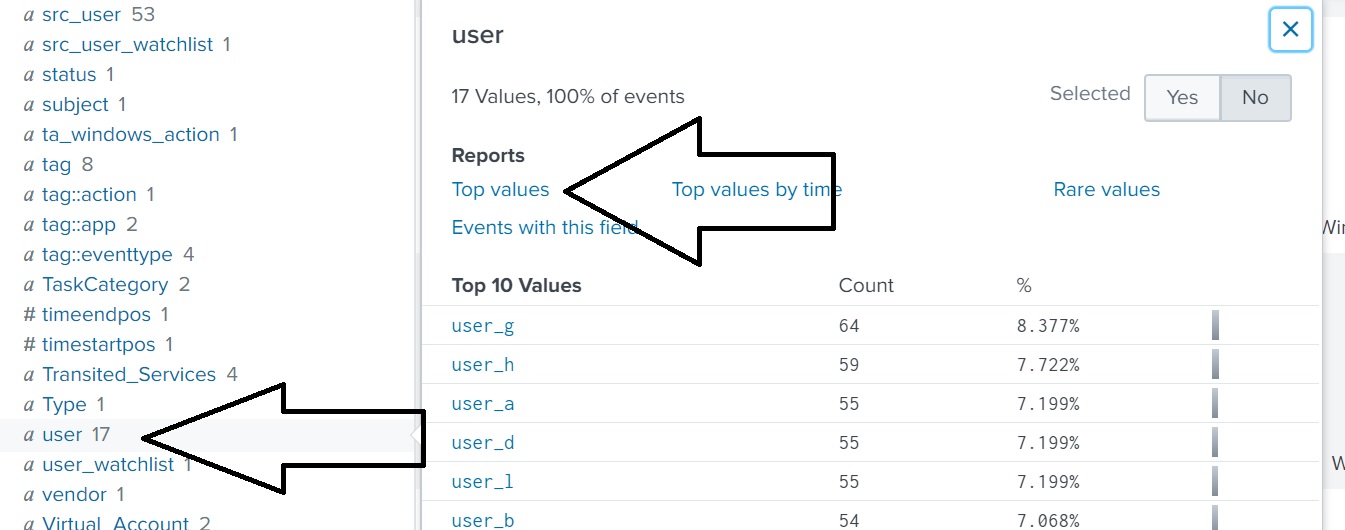 a src_user 53
a src_user_watchlist 1
a status 1
a subject 1
a ta_windows_action 1
a tag 8
a tag::action 1
a tag::app 2
a tag::eventtype 4
a TaskCategory 2
# timeendpos 1
# timestartpos 1
a Transited_Services 4
a Type 1
a user 17
a user_watchlist 1
a vendor 1
a Virtual_Account 2
user
17 Values, 100% of events
Selected Yes No
Reports
Top values Top values by time Rare values
Events with this field
Top 10 Values Count %
user_g 64 8.377%
user_h 59 7.722%
user_a 55 7.199%
user_d 55 7.199%
user_l 55 7.199%
user_b 54 7.068%